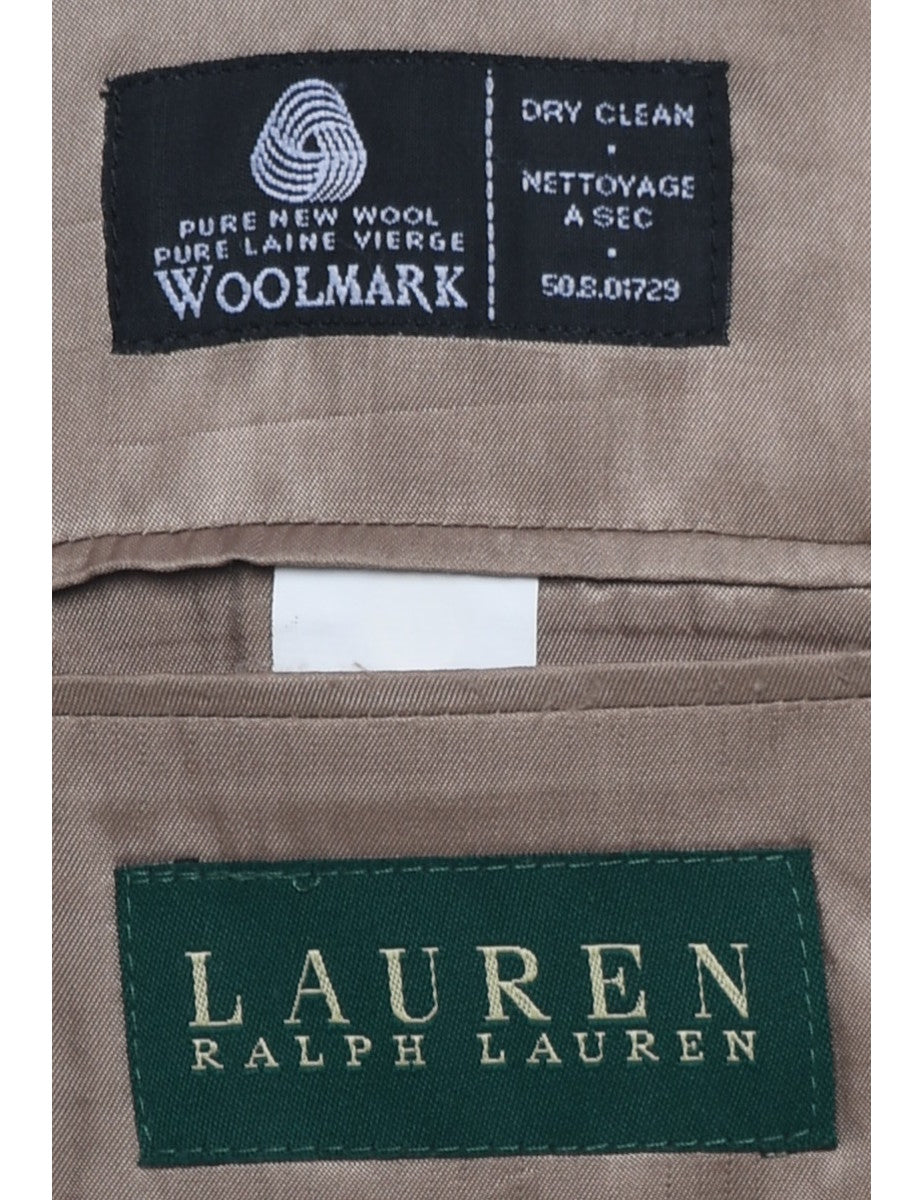 PURE NEW WOOL
PURE LAINE VIERGE
WOOLMARK
DRY CLEAN
·
NETTOYAGE
A SEC
·
50.8.01729
LAUREN
RALPH LAUREN